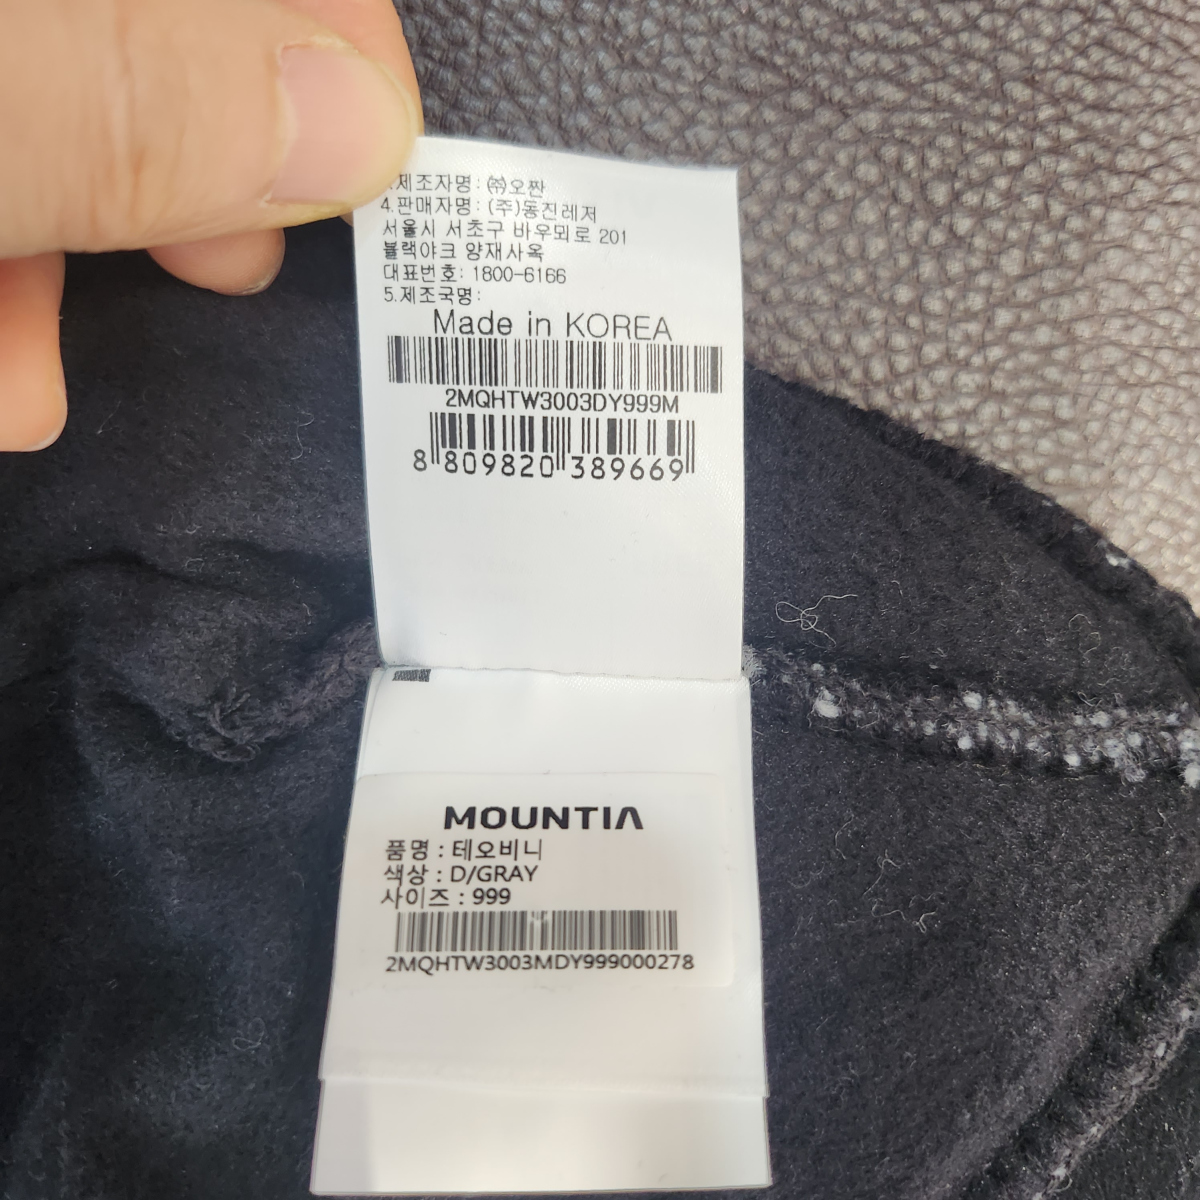 .제조자명: ㈜오짠
4.판매자명: (주)동진레저
서울시 서초구 바우뫼로 201
블랙야크 양재사옥
대표번호: 1800-6166
5.제조국명:
Made in KOREA
2MQHTW3003DY999M
8 809820 389669
MOUNTIA
품명 : 테오비니
색상 : D/GRAY
사이즈 : 999
2MQHTW3003MDY999000278